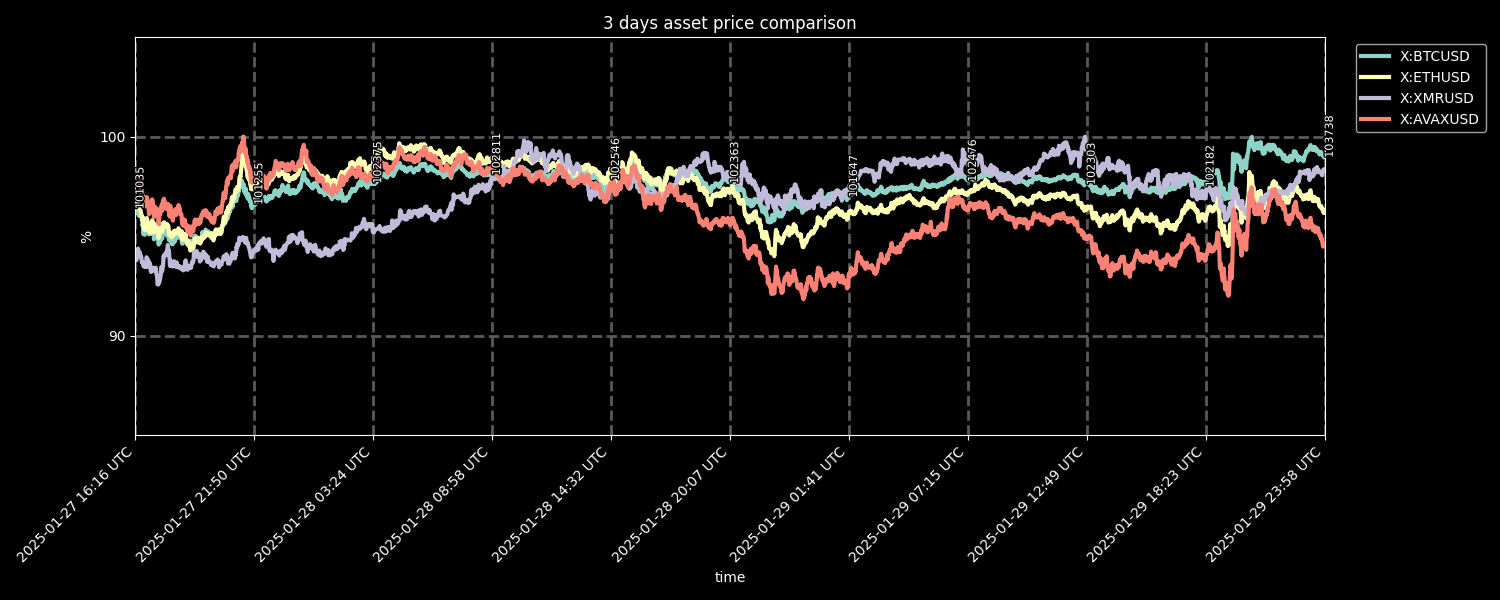 3 days asset price comparison
X:BTCUSD
X:ETHUSD
X:XMRUSD
X:AVAXUSD
100
90
%
101255
102375
102811
102546
102363
101647
102476
102303
102182
103738
2025-01-27 16:16 UTC
2025-01-27 21:50 UTC
2025-01-28 03:24 UTC
2025-01-28 08:58 UTC
2025-01-28 14:32 UTC
2025-01-28 20:07 UTC
2025-01-29 01:41 UTC
2025-01-29 07:15 UTC
2025-01-29 12:49 UTC
2025-01-29 18:23 UTC
2025-01-29 23:58 UTC
time